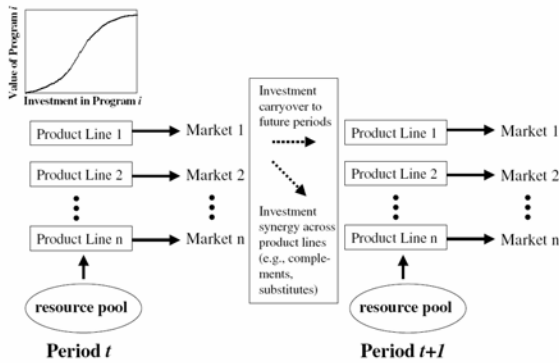 Value of Program i
Investment in Program i
Product Line 1
Market 1
Product Line 2
Market 2
Product Line n
Market n
resource pool
Period t
Investment
carryover to
future periods
Investment
synergy across
product lines
(e.g., comple-
ments,
substitutes)
Product Line 1
Market 1
Product Line 2
Market 2
Product Line n
Market n
resource pool
Period t+1